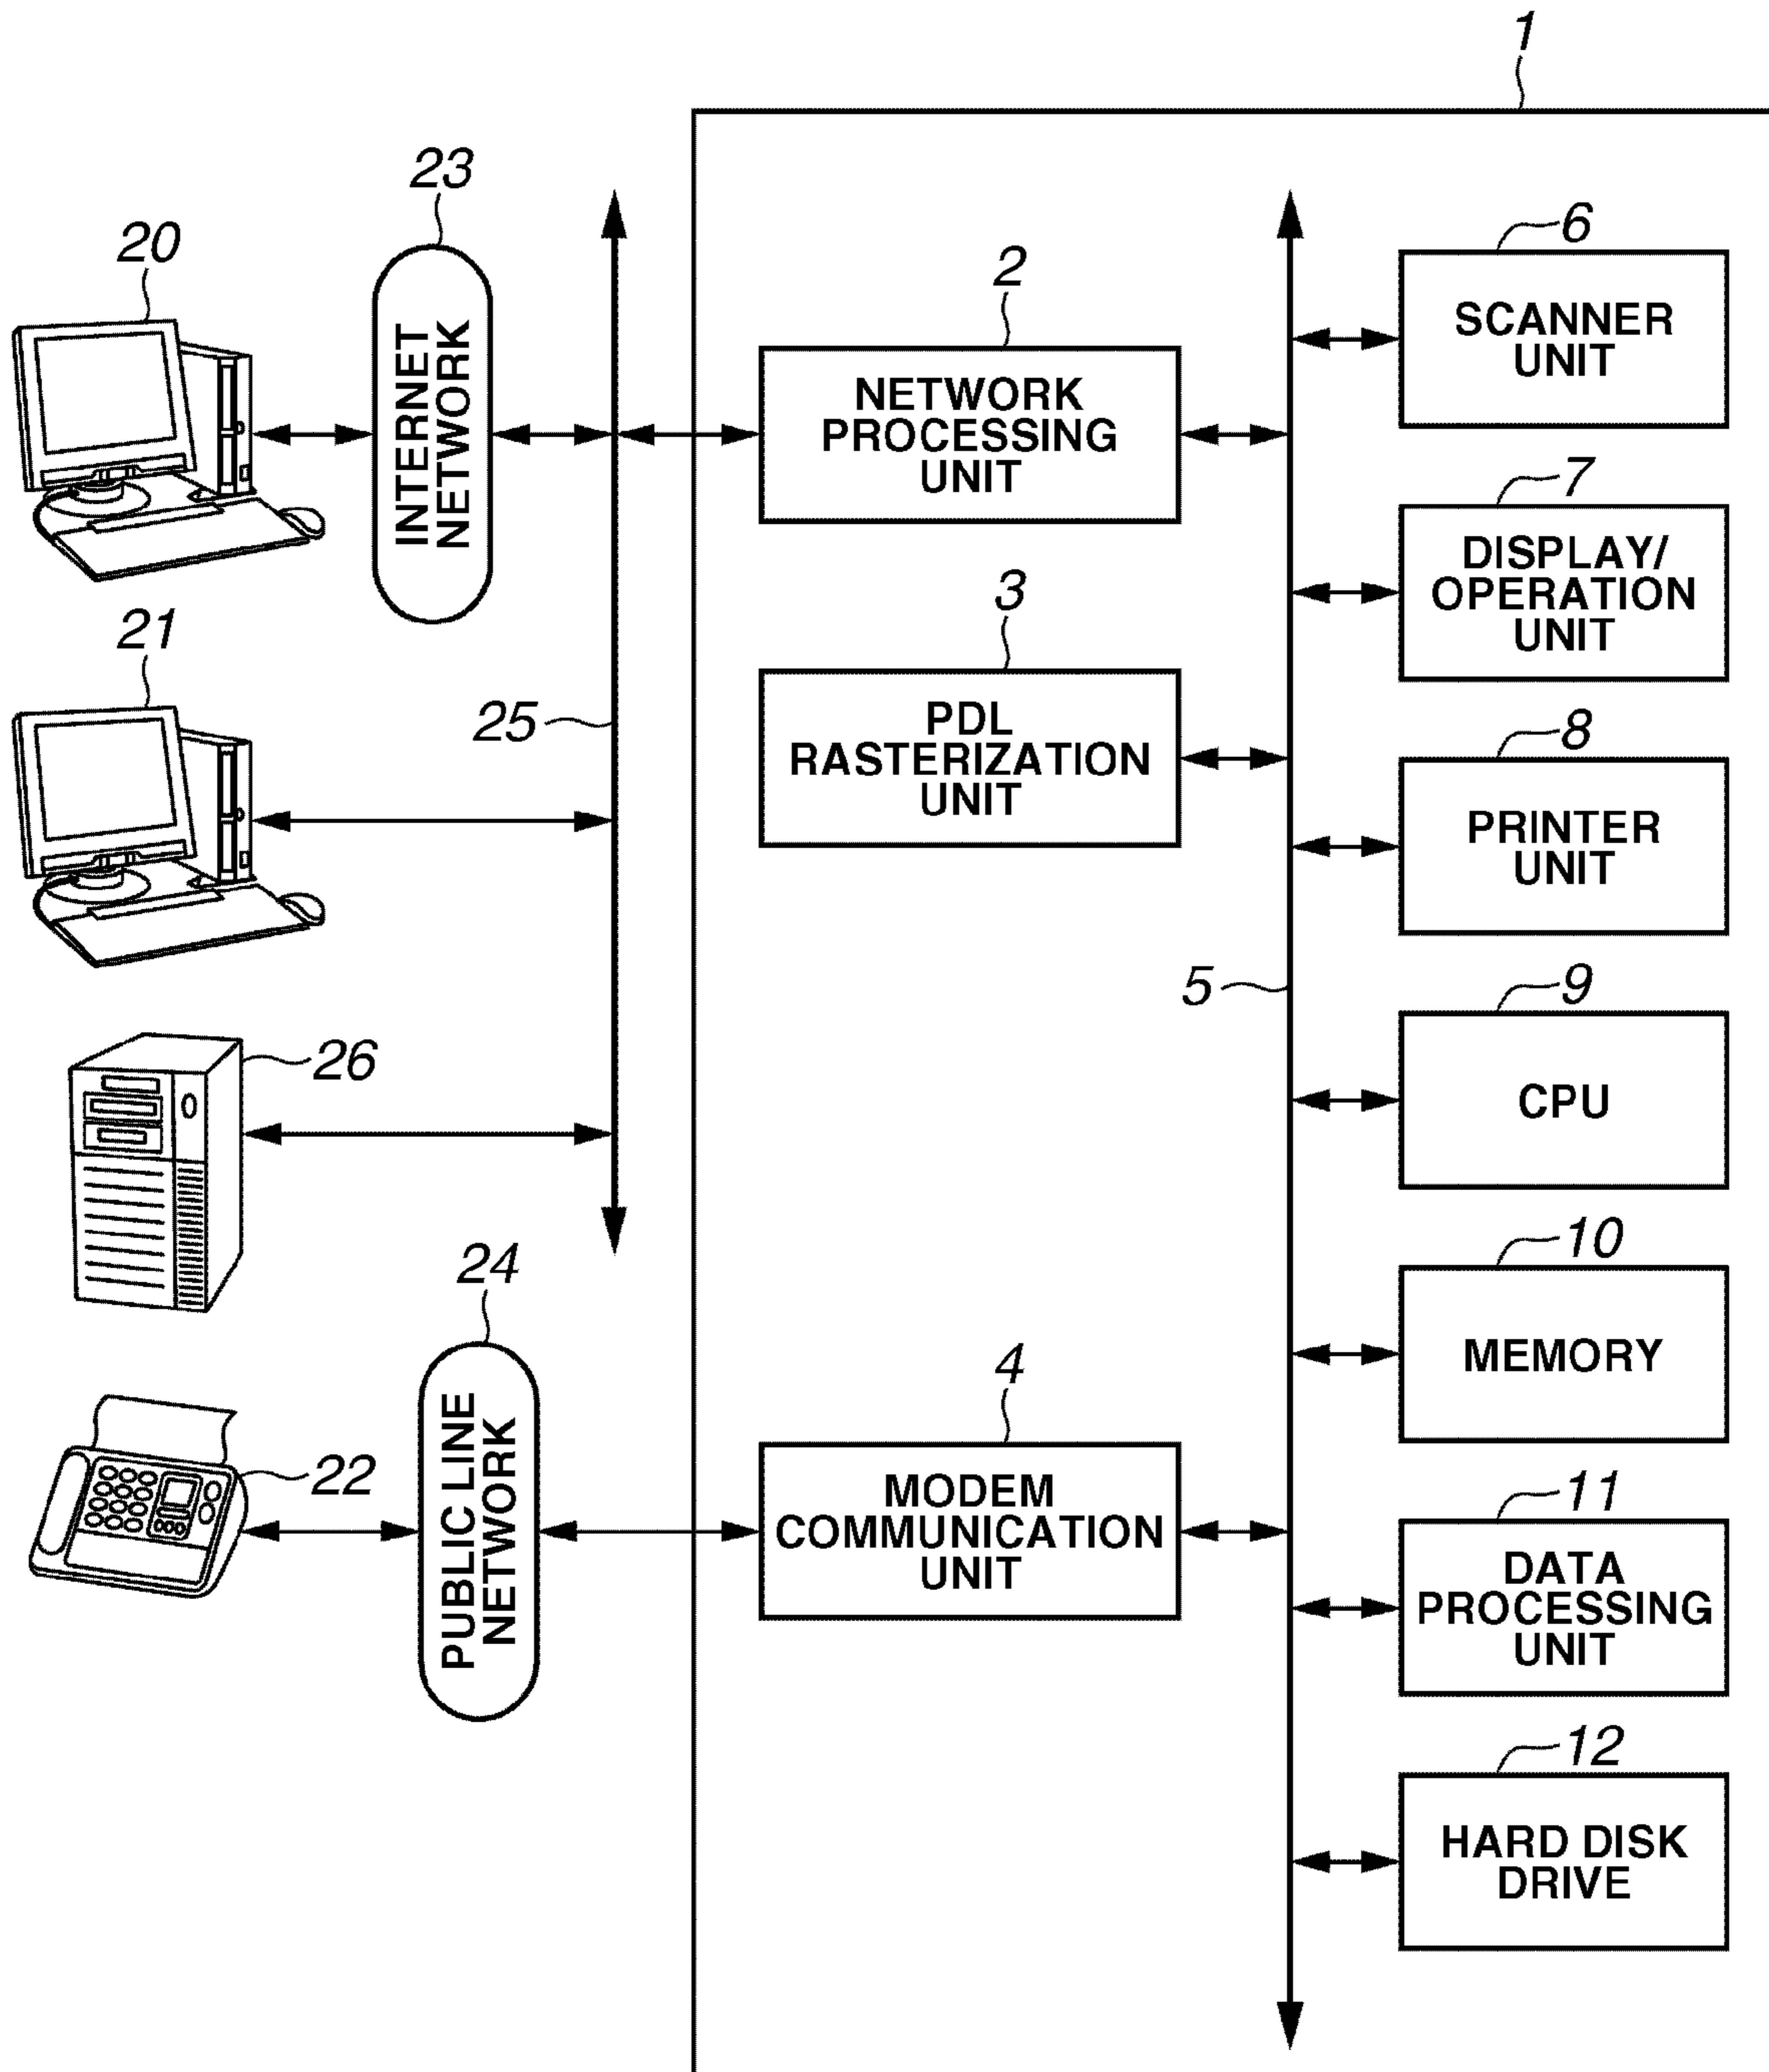 1
23
20
INTERNET
NETWORK
2
NETWORK
PROCESSING
UNIT
6
SCANNER
UNIT
7
DISPLAY/
OPERATION
UNIT
21
25
3
PDL
RASTERIZATION
UNIT
8
PRINTER
UNIT
5
9
CPU
26
24
PUBLIC LINE
NETWORK
22
4
MODEM
COMMUNICATION
UNIT
10
MEMORY
11
DATA
PROCESSING
UNIT
12
HARD DISK
DRIVE